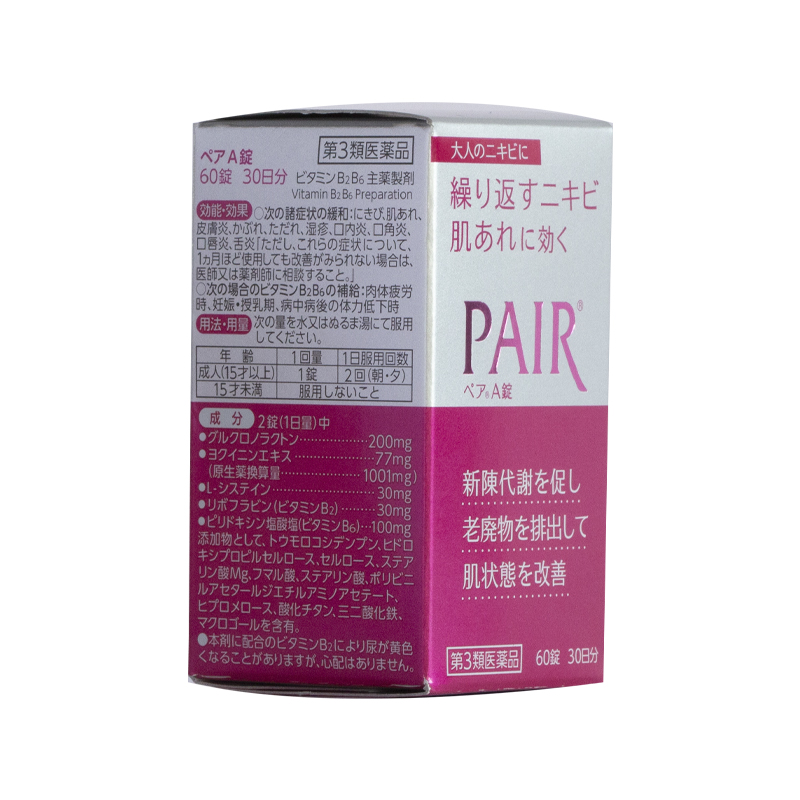 ペアA錠
第3類医薬品
60錠 30日分
ビタミンB2B6主薬製剤
Vitamin B2 B6 Preparation
効能・効果 ○次の諸症状の緩和:にきび、肌あれ、
皮膚炎、かぶれ、ただれ、湿疹、口内炎、口角炎、
口唇炎、舌炎「ただし、これらの症状について、
1ヵ月ほど使用しても改善がみられない場合は、
医師又は薬剤師に相談すること。」
○次の場合のビタミンB2B6の補給:肉体疲労
時、妊娠・授乳期、病中病後の体力低下時
用法・用量 次の量を水又はぬるま湯にて服用
してください。
年齢 1回量 1日服用回数
成人(15才以上) 1錠 2回(朝・夕)
15才未満 服用しないこと
成分 2錠(1日量)中
●グルクロノラクトン………………200mg
●ヨクイニンエキス…………………77mg
(原生薬換算量…………………1001mg)
●L-システイン………………………30mg
●リボフラビン(ビタミンB2)………30mg
●ピリドキシン塩酸塩(ビタミンB6)…100mg
添加物として、トウモロコシデンプン、ヒドロ
キシプロピルセルロース、セルロース、ステア
リン酸Mg、フマル酸、ステアリン酸、ポリビニ
ルアセタールジエチルアミノアセテート、
ヒプロメロース、酸化チタン、三二酸化鉄、
マクロゴールを含有。
●本剤に配合のビタミンB2により尿が黄色
くなることがありますが、心配はありません。
大人のニキビに
繰り返すニキビ
肌あれに効く
PAIR®
ペア®A錠
新陳代謝を促し
老廃物を排出して
肌状態を改善
第3類医薬品 60錠 30日分